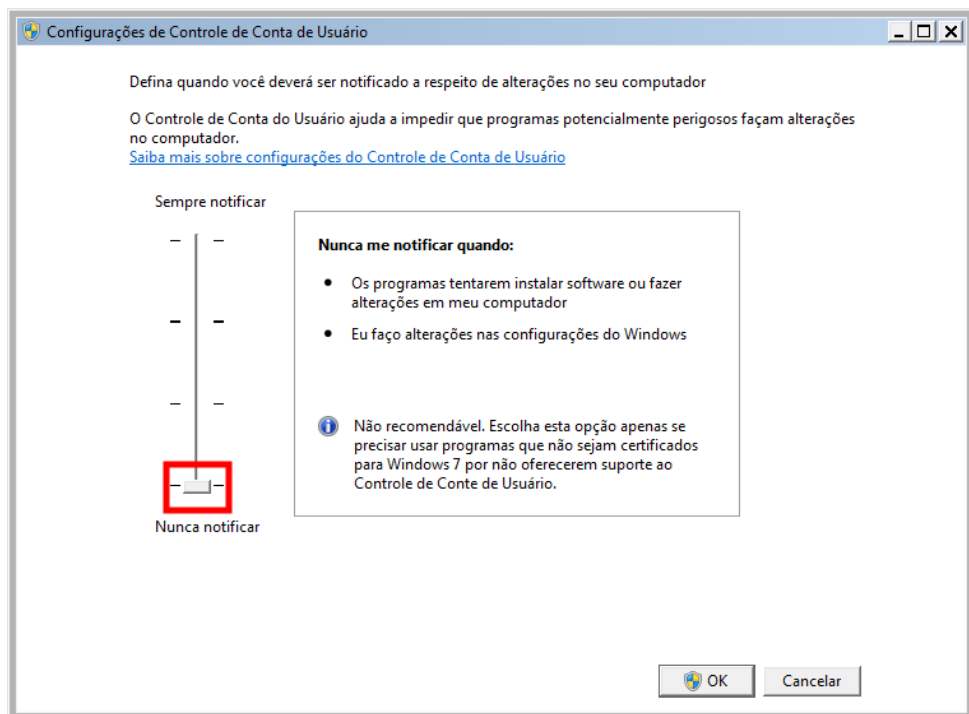 Configurações de Controle de Conta de Usuário
Defina quando você deverá ser notificado a respeito de alterações no seu computador
O Controle de Conta do Usuário ajuda a impedir que programas potencialmente perigosos façam alterações
no computador.
Saiba mais sobre configurações do Controle de Conta de Usuário
Sempre notificar
Nunca me notificar quando:
Os programas tentarem instalar software ou fazer
alterações em meu computador
Eu faço alterações nas configurações do Windows
Não recomendável. Escolha esta opção apenas se
precisar usar programas que não sejam certificados
para Windows 7 por não oferecerem suporte ao
Controle de Conte de Usuário.
Nunca notificar
OK
Cancelar